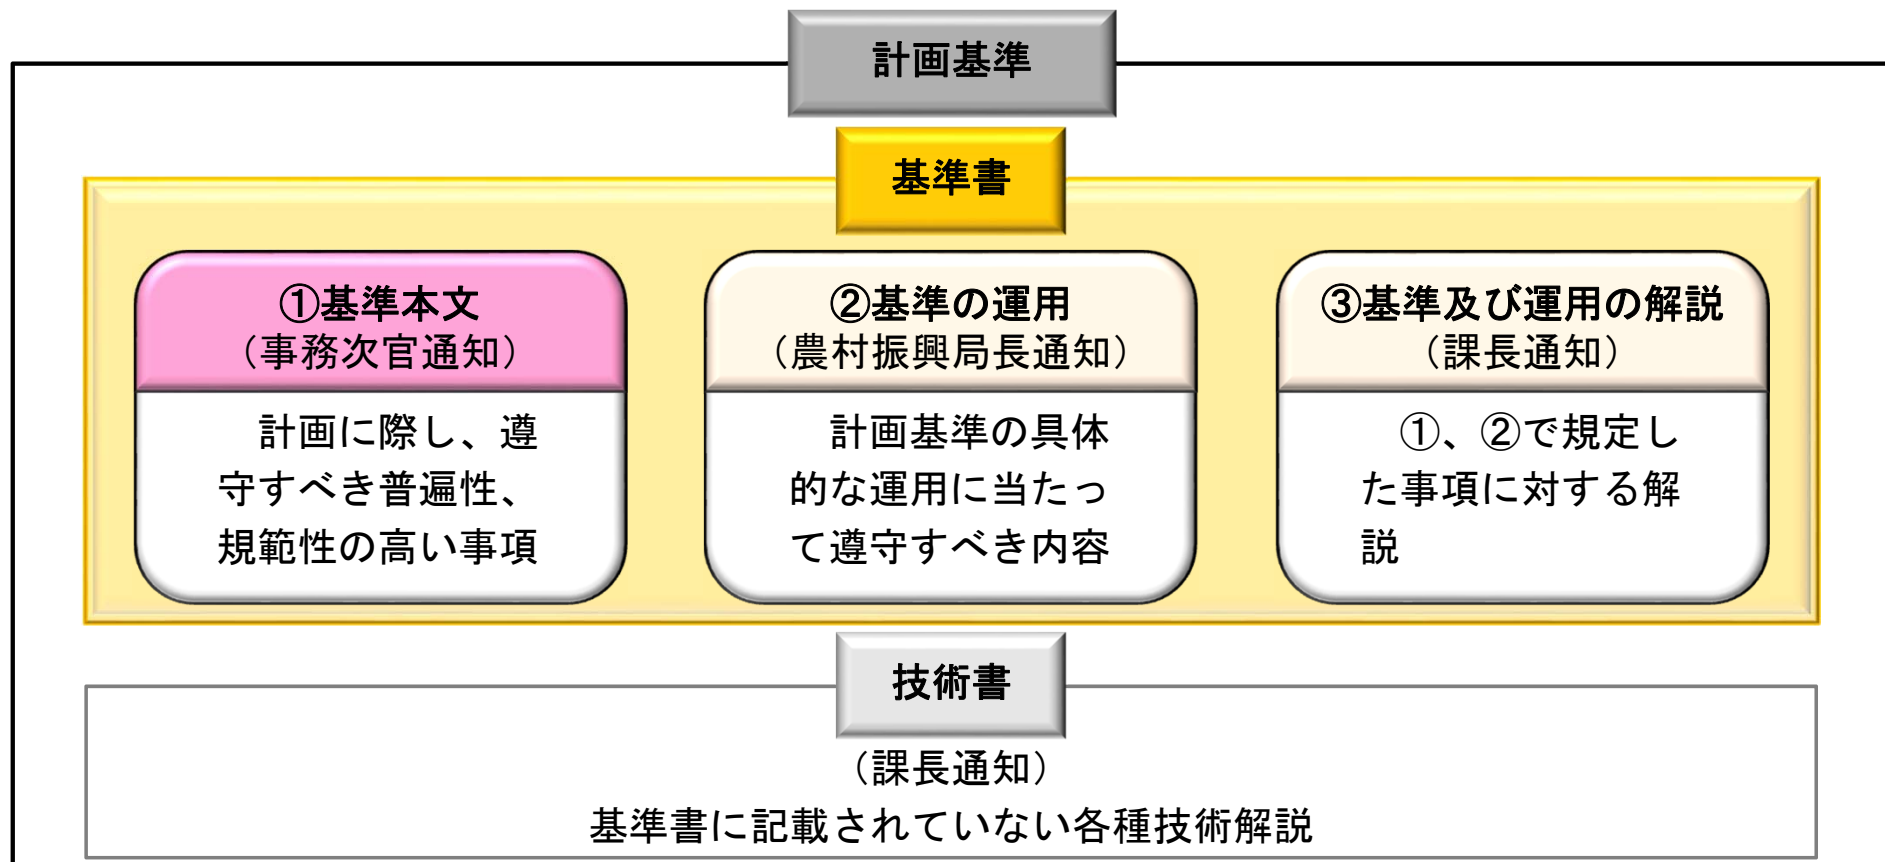 計画基準
基準書
①基準本文
（事務次官通知）
計画に際し、遵
守すべき普遍性、
規範性の高い事項
②基準の運用
（農村振興局長通知）
計画基準の具体
的な運用に当たっ
て遵守すべき内容
③基準及び運用の解説
（課長通知）
①、②で規定し
た事項に対する解
説
技術書
（課長通知）
基準書に記載されていない各種技術解説